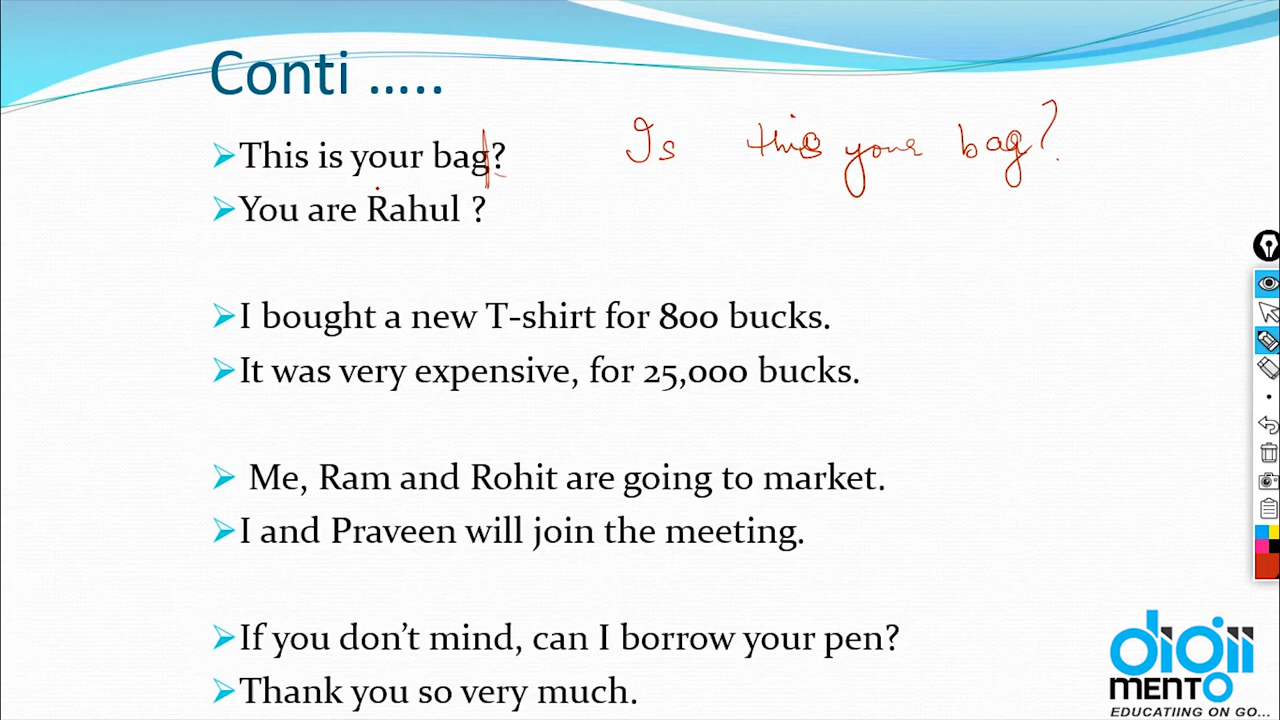 Conti .....
This is your bag? Is this your bag?
You are Rahul ?
I bought a new T-shirt for 800 bucks.
It was very expensive, for 25,000 bucks.
Me, Ram and Rohit are going to market.
I and Praveen will join the meeting.
If you don't mind, can I borrow your pen?
Thank you so very much.
digii
MENTO
EDUCATIING ON GO...